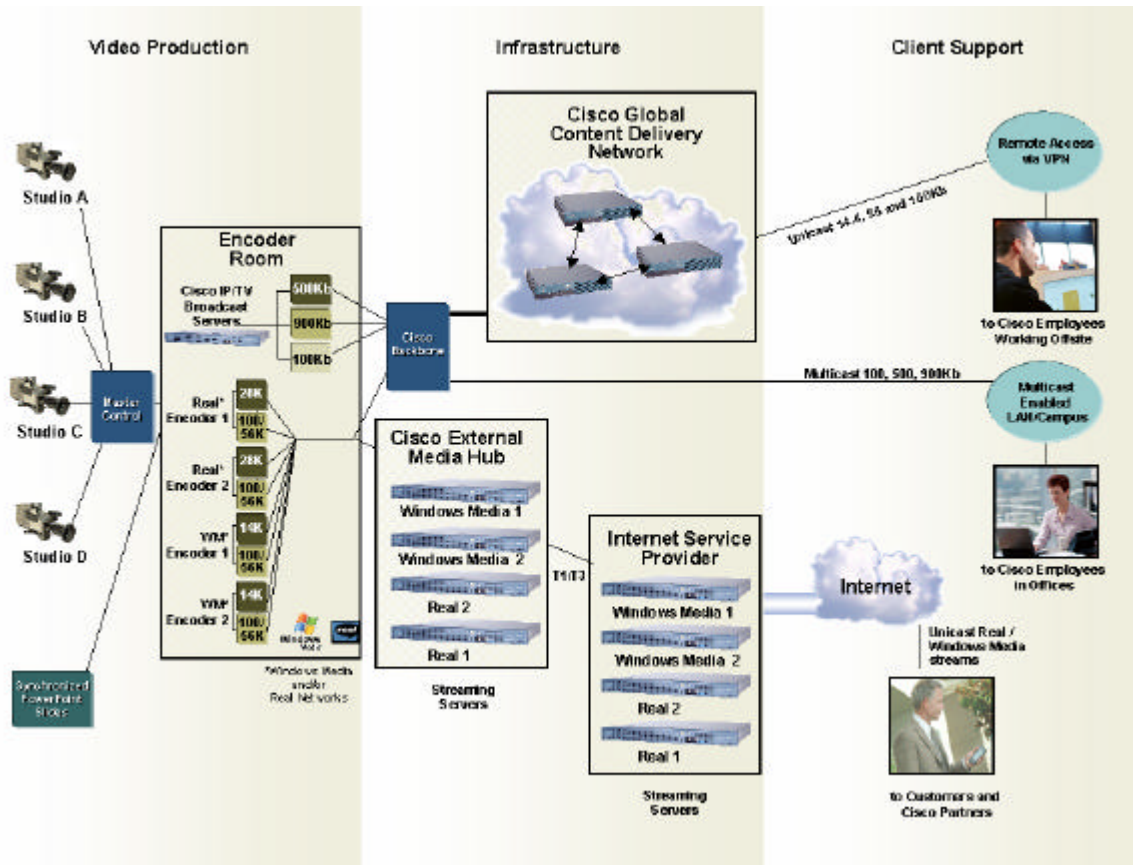 Video Production
Infrastructure
Client Support
Studio A
Studio B
Studio C
Studio D
Master
Control
Synchronized
PowerPoint
Slides
Encoder
Room
Cisco IP/TV
Broadcast
Servers
500Kb
900Kb
100Kb
Real*
Encoder 1
28K
100/
56K
Real*
Encoder 2
28K
100/
56K
WM*
Encoder 1
14K
100/
56K
WM*
Encoder 2
14K
100/
56K
Windows
real
*Windows Media
and/or
Real Networks
Cisco
Backbone
Cisco Global
Content Delivery
Network
Cisco External
Media Hub
Windows Media 1
Windows Media 2
Real 2
Real 1
Streaming
Servers
T1/T3
Internet Service
Provider
Windows Media 1
Windows Media 2
Real 2
Real 1
Streaming
Servers
Unicast 14.4, 56 and 100Kb
Remote Access
via VPN
to Cisco Employees
Working Offsite
Multicast 100, 500, 900Kb
Multicast
Enabled
LAN/Campus
to Cisco Employees
in Offices
Internet
Unicast Real /
Windows Media
streams
to Customers and
Cisco Partners